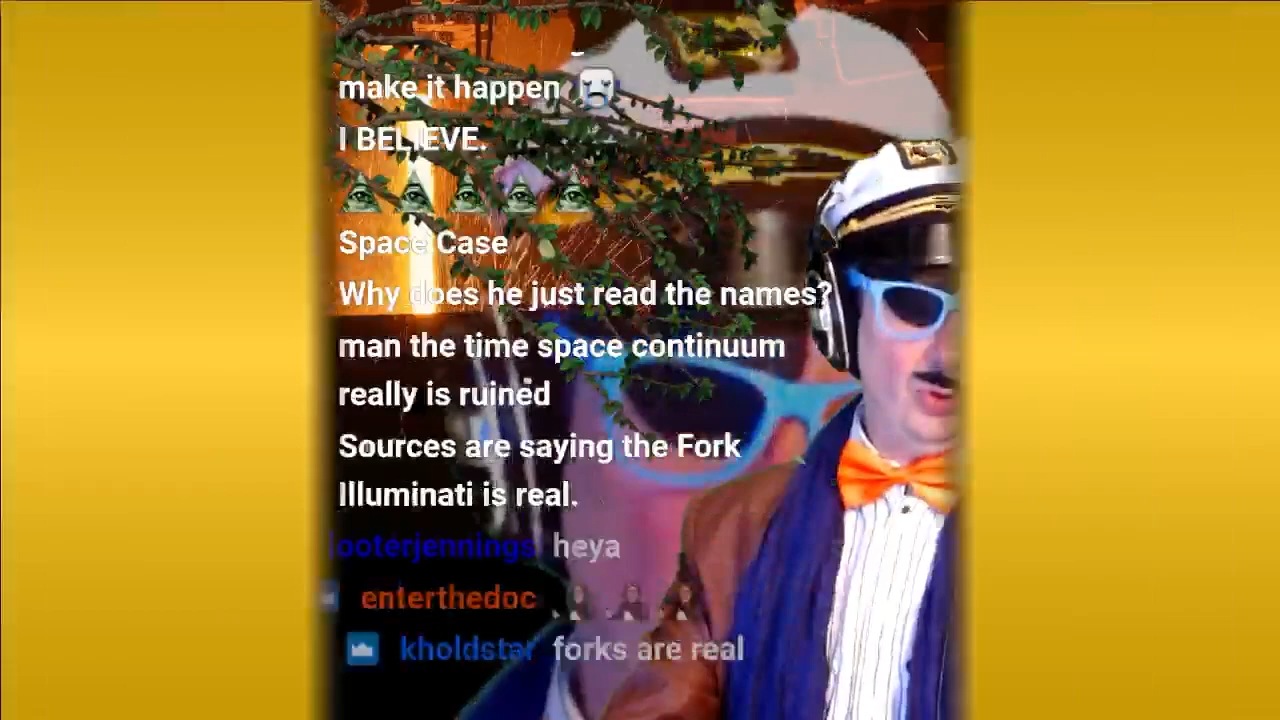 make it happen
I BELIEVE.
Space Case
Why does he just read the names?
man the time space continuum
really is ruined
Sources are saying the Fork
Illuminati is real.
ooterjennings heya
enterthedoc
kholdstar forks are real